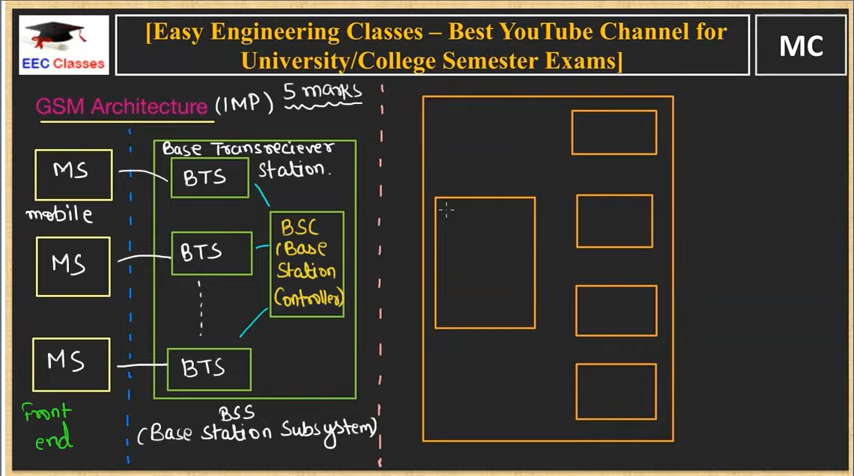 [Easy Engineering Classes – Best YouTube Channel for
University/College Semester Exams]
MC
EEC Classes
GSM Architecture (IMP) 5 marks
Base Transreciever
Station.
MS
BTS
mobile
MS
BTS
BSC
(Base
Station
Controller)
MS
BTS
Front
end
BSS
(Base Station Subsystem)